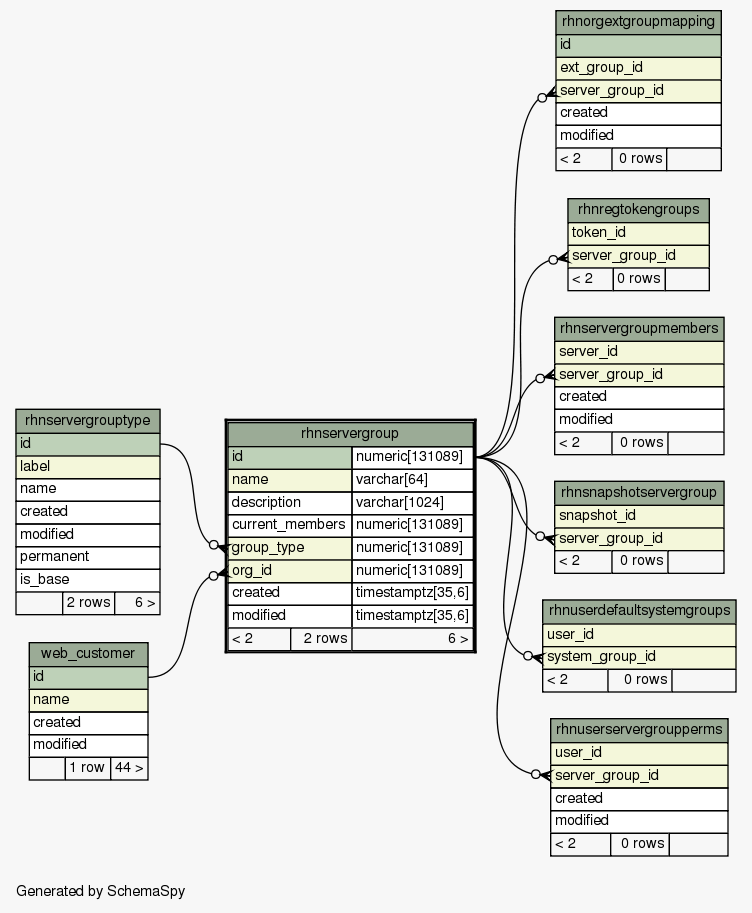 rhnorgextgroupmapping
id
ext_group_id
server_group_id
created
modified
< 2 0 rows
rhnregtokengroups
token_id
server_group_id
< 2 0 rows
rhnservergroupmembers
server_id
server_group_id
created
modified
< 2 0 rows
rhnservergrouptype
id
label
name
created
modified
permanent
is_base
2 rows 6 >
rhnservergroup
id numeric[131089]
name varchar[64]
description varchar[1024]
current_members numeric[131089]
group_type numeric[131089]
org_id numeric[131089]
created timestamptz[35,6]
modified timestamptz[35,6]
< 2 2 rows 6 >
rhnsnapshotservergroup
snapshot_id
server_group_id
< 2 0 rows
rhnuserdefaultsystemgroups
user_id
system_group_id
< 2 0 rows
web_customer
id
name
created
modified
1 row 44 >
rhnuserservergroupperms
user_id
server_group_id
created
modified
< 2 0 rows
Generated by SchemaSpy